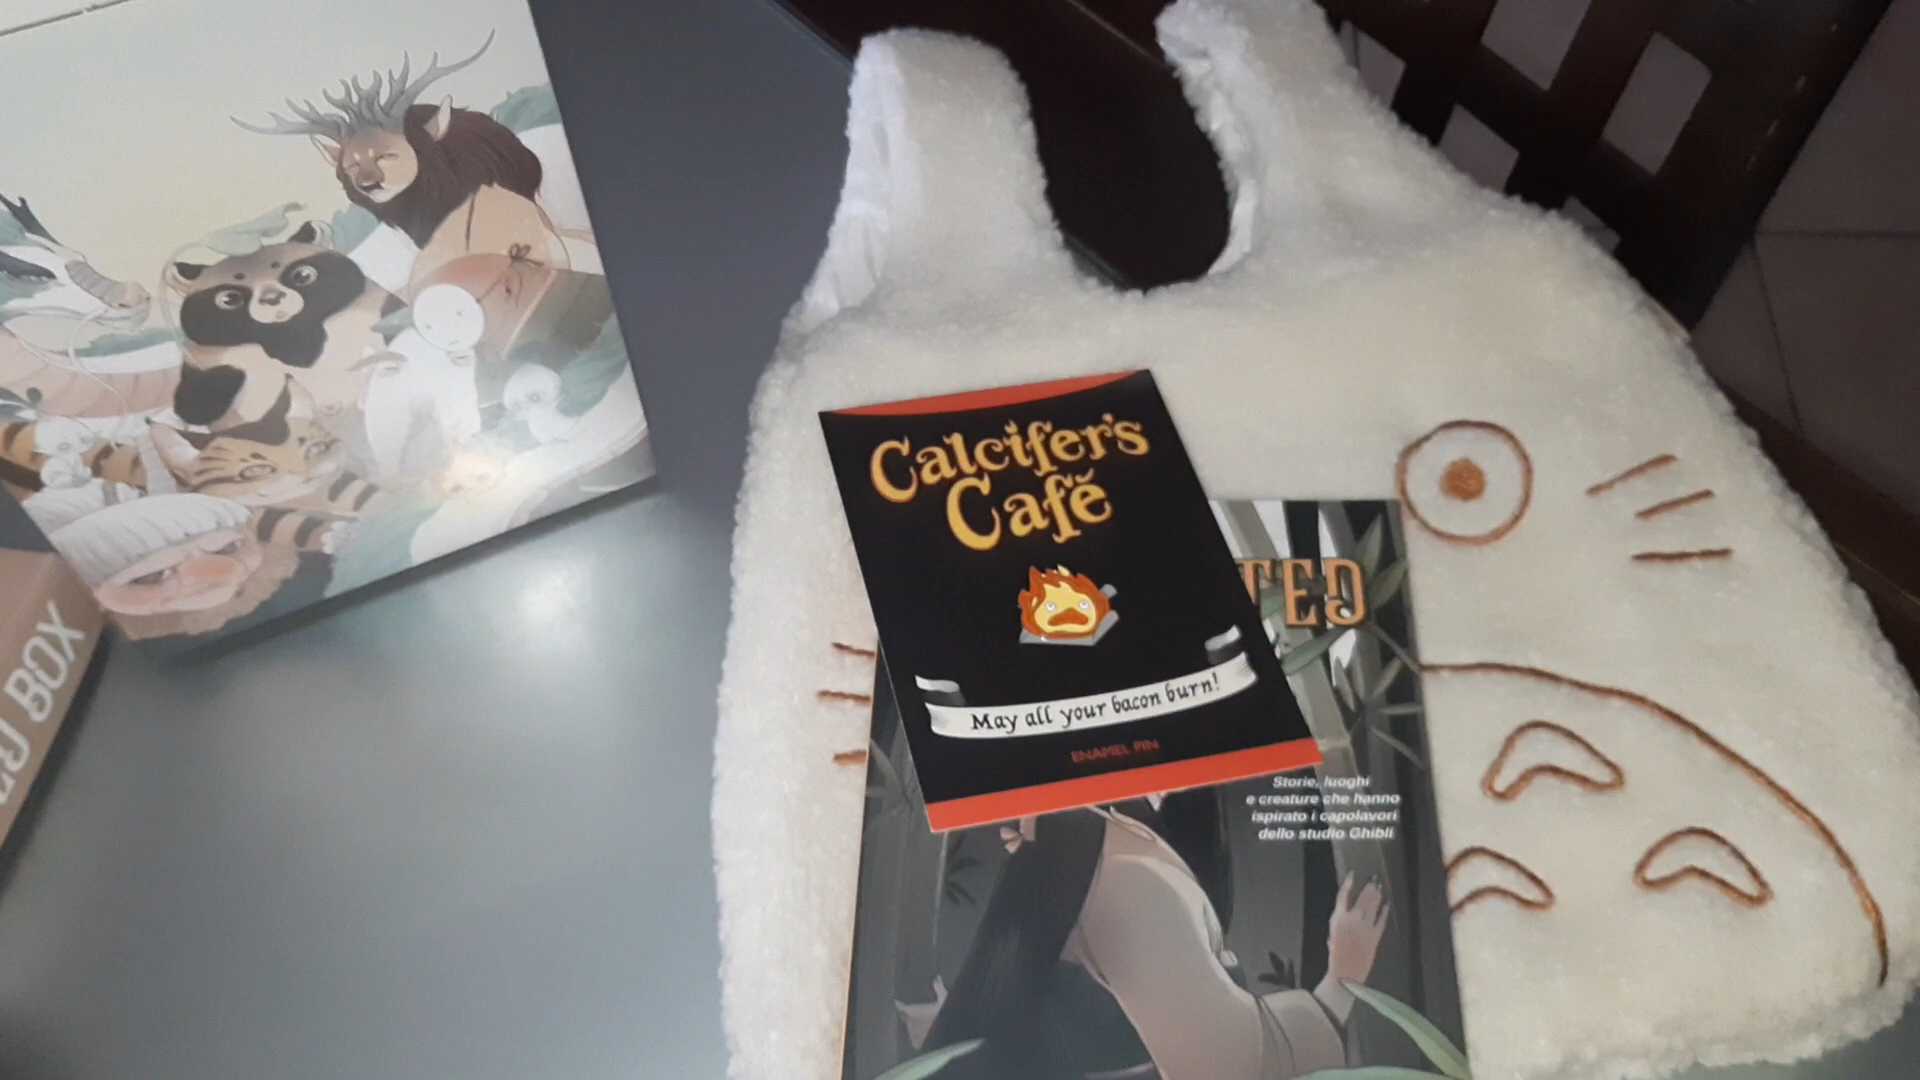 Calcifer's
Café
May all your bacon burn!
ENAMEL PIN
TED
Storie, luoghi
e creature che hanno
ispirato i capolavori
dello studio Ghibli
BOX